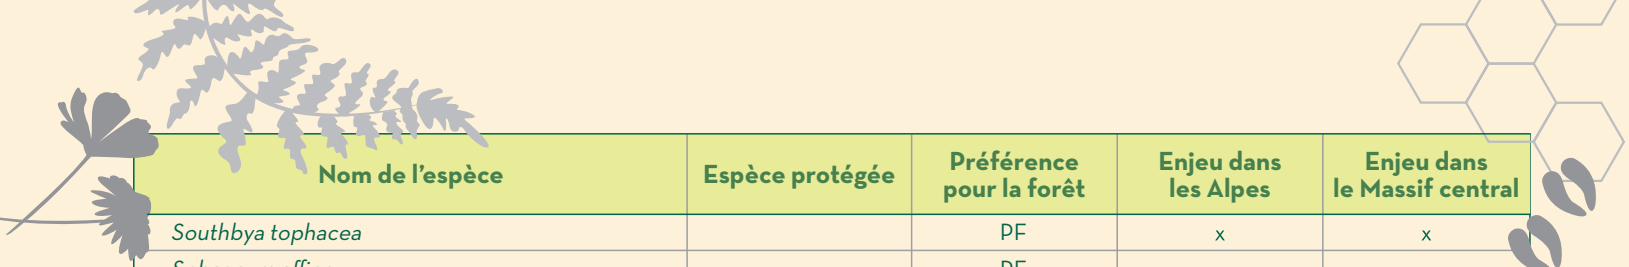 Nom de l'espèce Espèce protégée Préférence pour la forêt Enjeu dans les Alpes Enjeu dans le Massif central
Southbya tophacea PF x x
PF